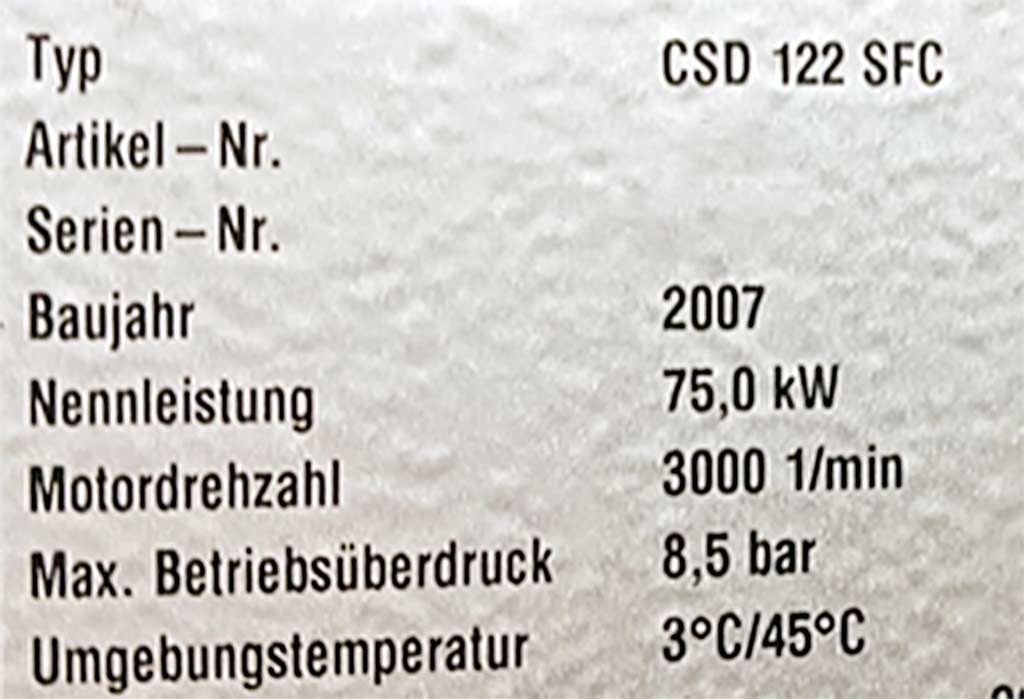 Typ CSD 122 SFC
Artikel – Nr.
Serien – Nr.
Baujahr 2007
Nennleistung 75,0 kW
Motordrehzahl 3000 1/min
Max. Betriebsüberdruck 8,5 bar
Umgebungstemperatur 3°C/45°C